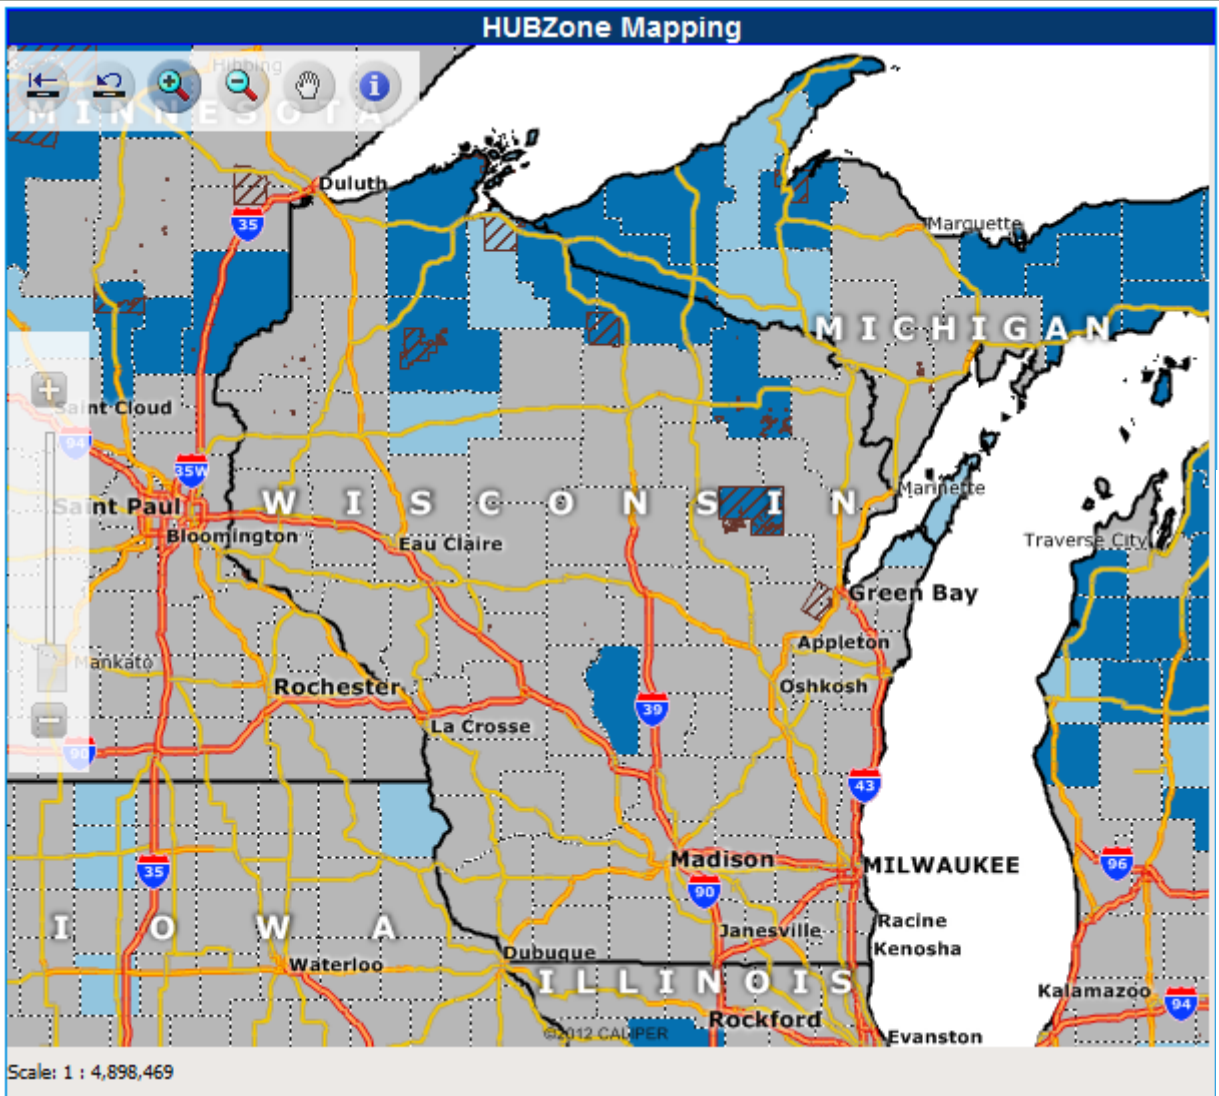 HUBZone Mapping
Hibbing
MINNESOTA
Duluth
35
Marquette
MICHIGAN
Saint Cloud
94
35W
Marinette
WISCONSIN
Saint Paul
Bloomington
Eau Claire
Traverse City
Green Bay
Appleton
Mankato
Rochester
Oshkosh
39
La Crosse
90
43
Madison
MILWAUKEE
96
35
90
IOWA
Racine
Janesville
Kenosha
Dubuque
Waterloo
ILLINOIS
Kalamazoo
94
Rockford
©2012 CALIPER
Evanston
Scale: 1 : 4,898,469